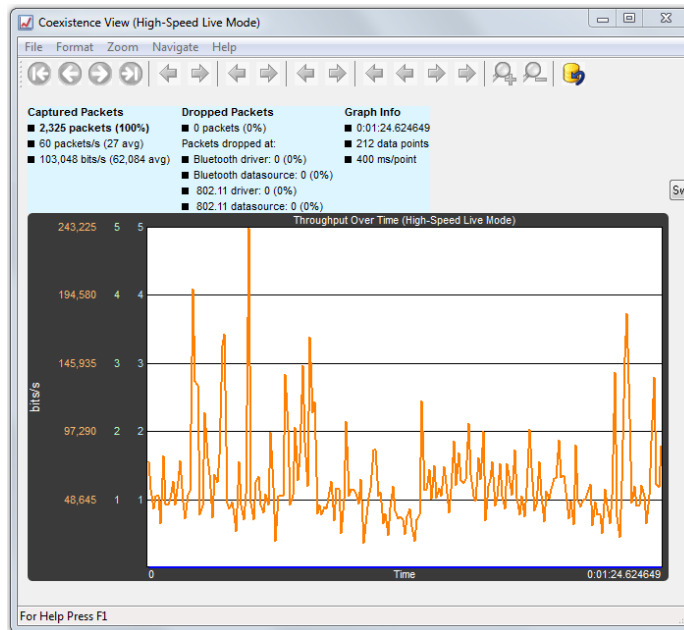 Coexistence View (High-Speed Live Mode)
File Format Zoom Navigate Help
Captured Packets
2,325 packets (100%)
60 packets/s (27 avg)
103,048 bits/s (62,084 avg)
Dropped Packets
0 packets (0%)
Packets dropped at:
Bluetooth driver: 0 (0%)
Bluetooth datasource: 0 (0%)
802.11 driver: 0 (0%)
802.11 datasource: 0 (0%)
Graph Info
0:01:24.624649
212 data points
400 ms/point
Sw
Throughput Over Time (High-Speed Live Mode)
243,225 5 5
194,580 4 4
145,935 3 3
97,290 2 2
48,645 1 1
bits/s
0 Time 0:01:24.624649
For Help Press F1